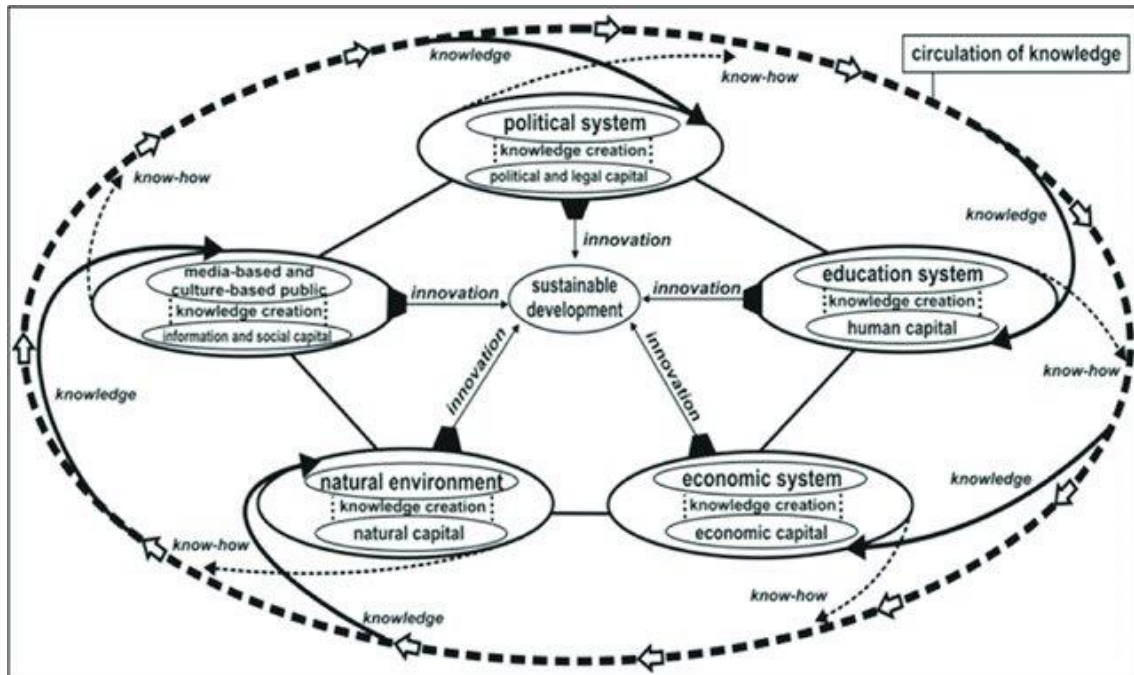 knowledge
know-how
circulation of knowledge
political system
knowledge creation
political and legal capital
know-how
knowledge
innovation
media-based and
culture-based public
knowledge creation
information and social capital
innovation
sustainable
development
innovation
education system
knowledge creation
human capital
know-how
knowledge
innovation
innovation
natural environment
knowledge creation
natural capital
economic system
knowledge creation
economic capital
knowledge
know-how
know-how
knowledge